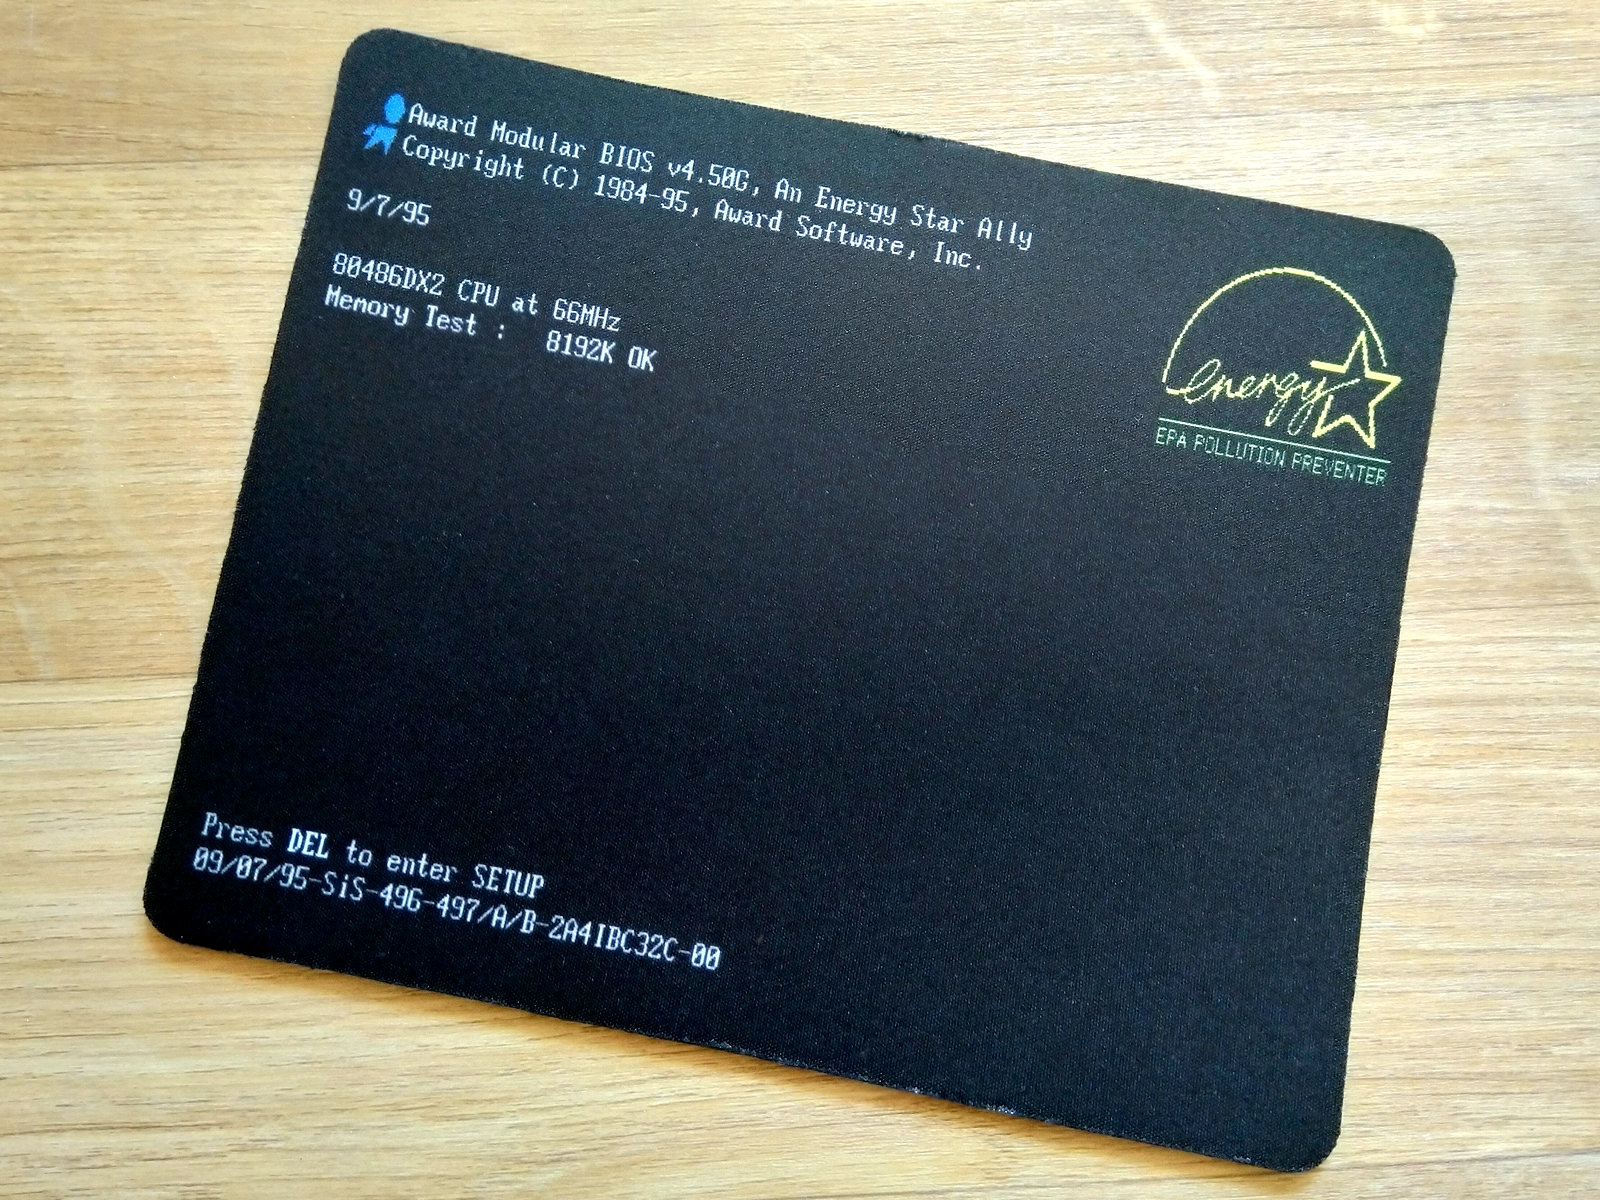 Award Modular BIOS v4.50G, An Energy Star Ally
Copyright (C) 1984-95, Award Software, Inc.
9/7/95
80486DX2 CPU at 66MHz
Memory Test : 8192K OK
energy
EPA POLLUTION PREVENTER
Press DEL to enter SETUP
09/07/95-SiS-496-497/A/B-2A4IBC32C-00